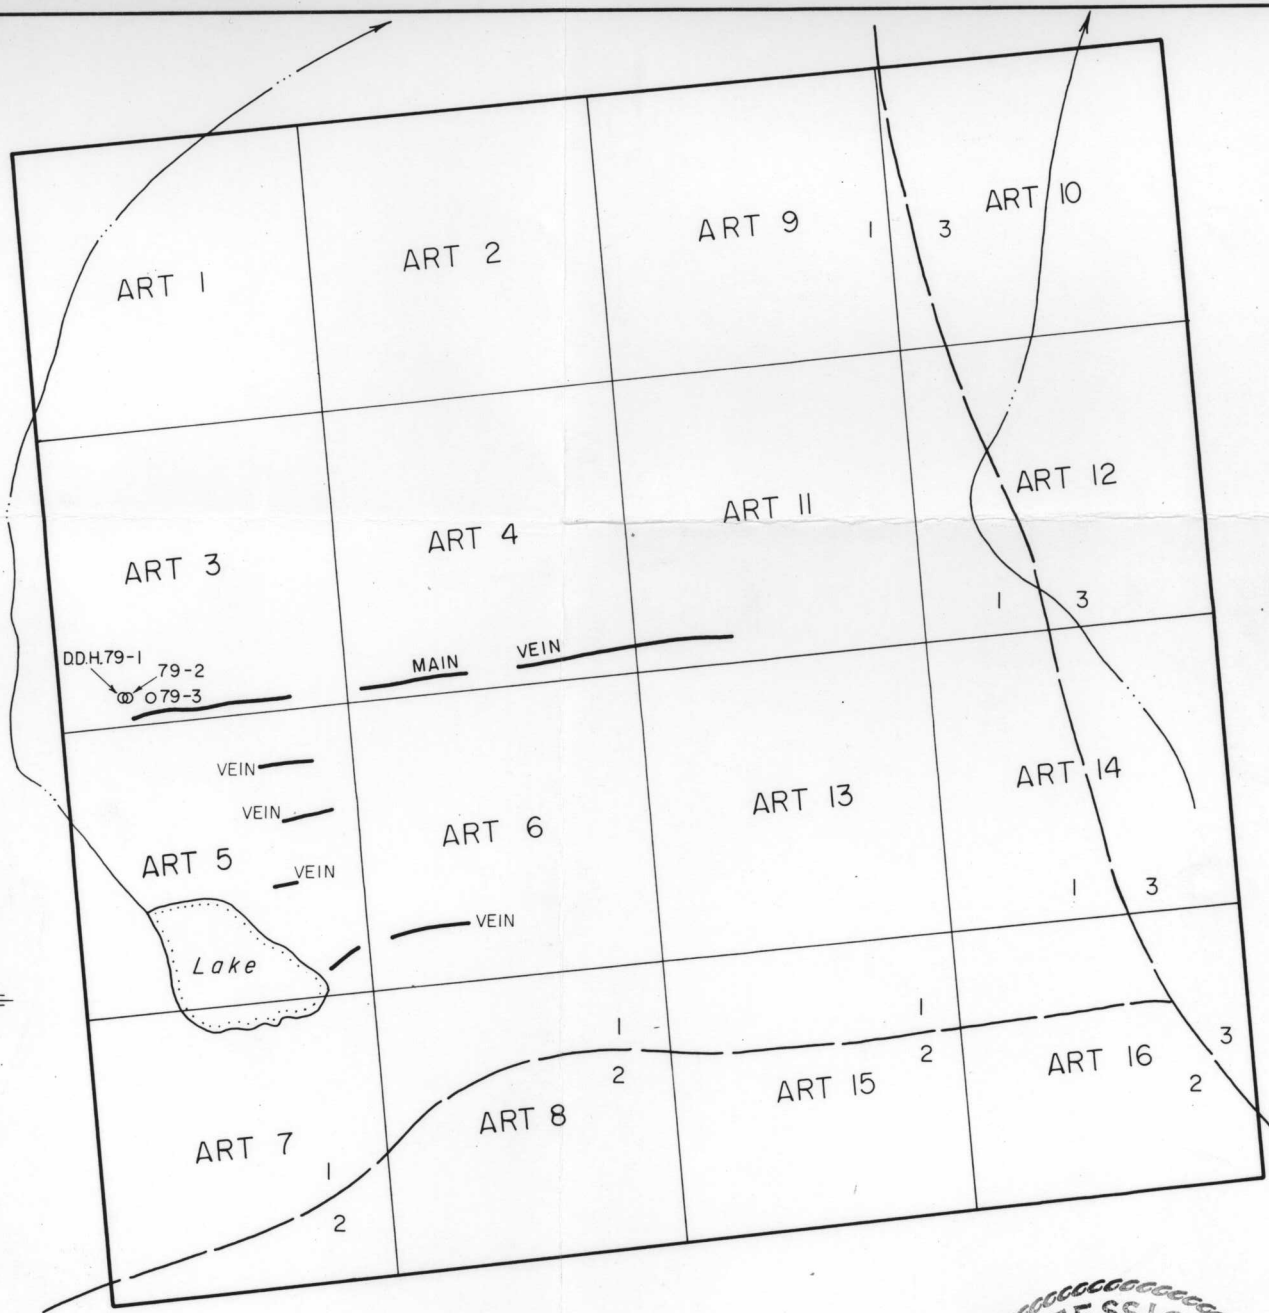 ART 1
ART 2
ART 9
1 3
ART 10
ART 3
ART 4
ART 11
ART 12
1 3
D.D.H. 79-1
79-2
79-3
MAIN VEIN
VEIN
VEIN
ART 5
VEIN
ART 6
ART 13
ART 14
1 3
Lake
VEIN
1
2
1
2
3
2
ART 7
1
2
ART 8
ART 15
ART 16